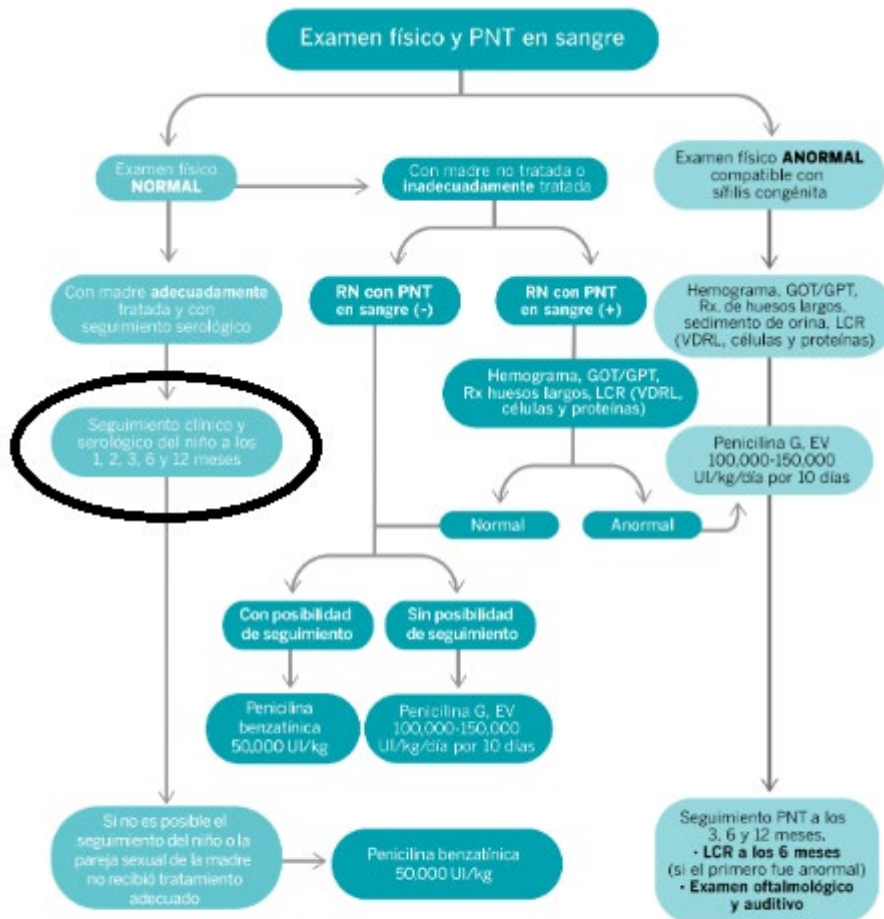 Examen físico y PNT en sangre
Examen físico
NORMAL
Con madre no tratada o
inadecuadamente tratada
Examen físico ANORMAL
compatible con
sífilis congénita
Con madre adecuadamente
tratada y con
seguimiento serológico
RN con PNT
en sangre (-)
RN con PNT
en sangre (+)
Hemograma, GOT/GPT,
Rx. de huesos largos,
sedimento de orina, LCR
(VDRL, células y proteínas)
Hemograma, GOT/GPT,
Rx huesos largos, LCR (VDRL,
células y proteínas)
Seguimiento clínico y
serológico del niño a los
1, 2, 3, 6 y 12 meses
Penicilina G, EV
100,000-150,000
UI/kg/día por 10 días
Normal
Anormal
Con posibilidad
de seguimiento
Sin posibilidad
de seguimiento
Penicilina
benzatínica
50,000 UI/kg
Penicilina G, EV
100,000-150,000
UI/kg/día por 10 días
Si no es posible el
seguimiento del niño o la
pareja sexual de la madre
no recibió tratamiento
adecuado
Penicilina benzatínica
50,000 UI/kg
Seguimiento PNT a los
3, 6 y 12 meses.
· LCR a los 6 meses
(si el primero fue anormal)
· Examen oftalmológico
y auditivo